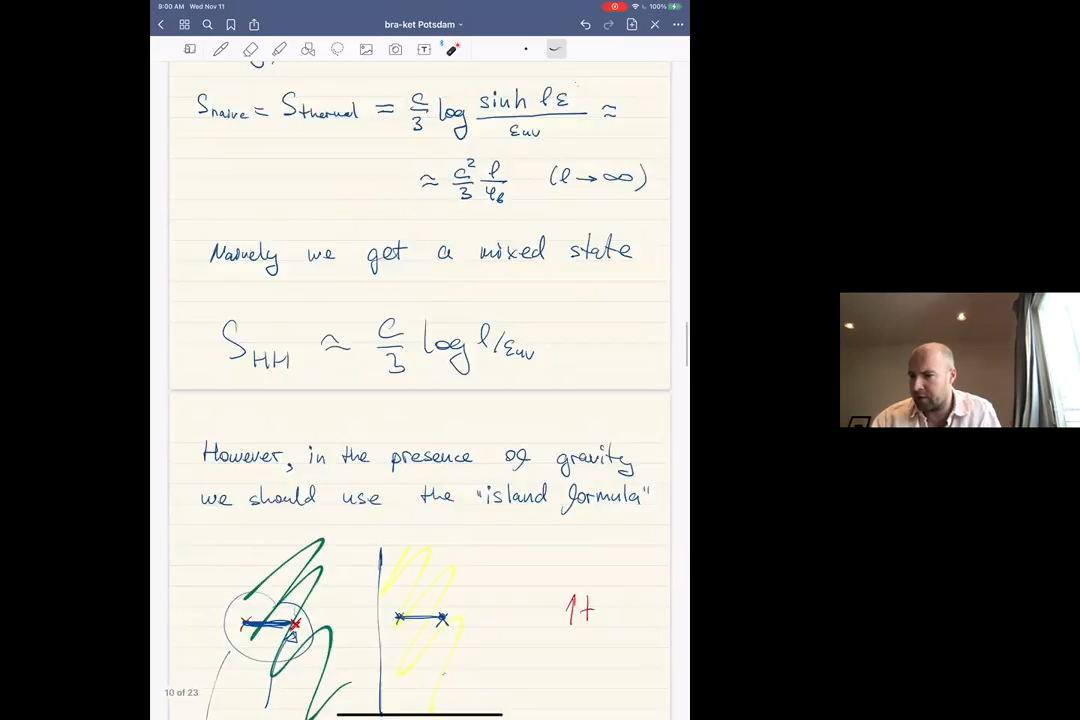 9:00 AM Wed Nov 11
100%
bra-ket Potsdam
S_naive = S_thermal = c/3 log (sinh lε)/ε_uv ≈
≈ c²/3 l/φ_b (l → ∞)
Naively we get a mixed state
S_HH ≈ c/3 log l/ε_uv
However, in the presence of gravity
we should use the "island formula"
10 of 23